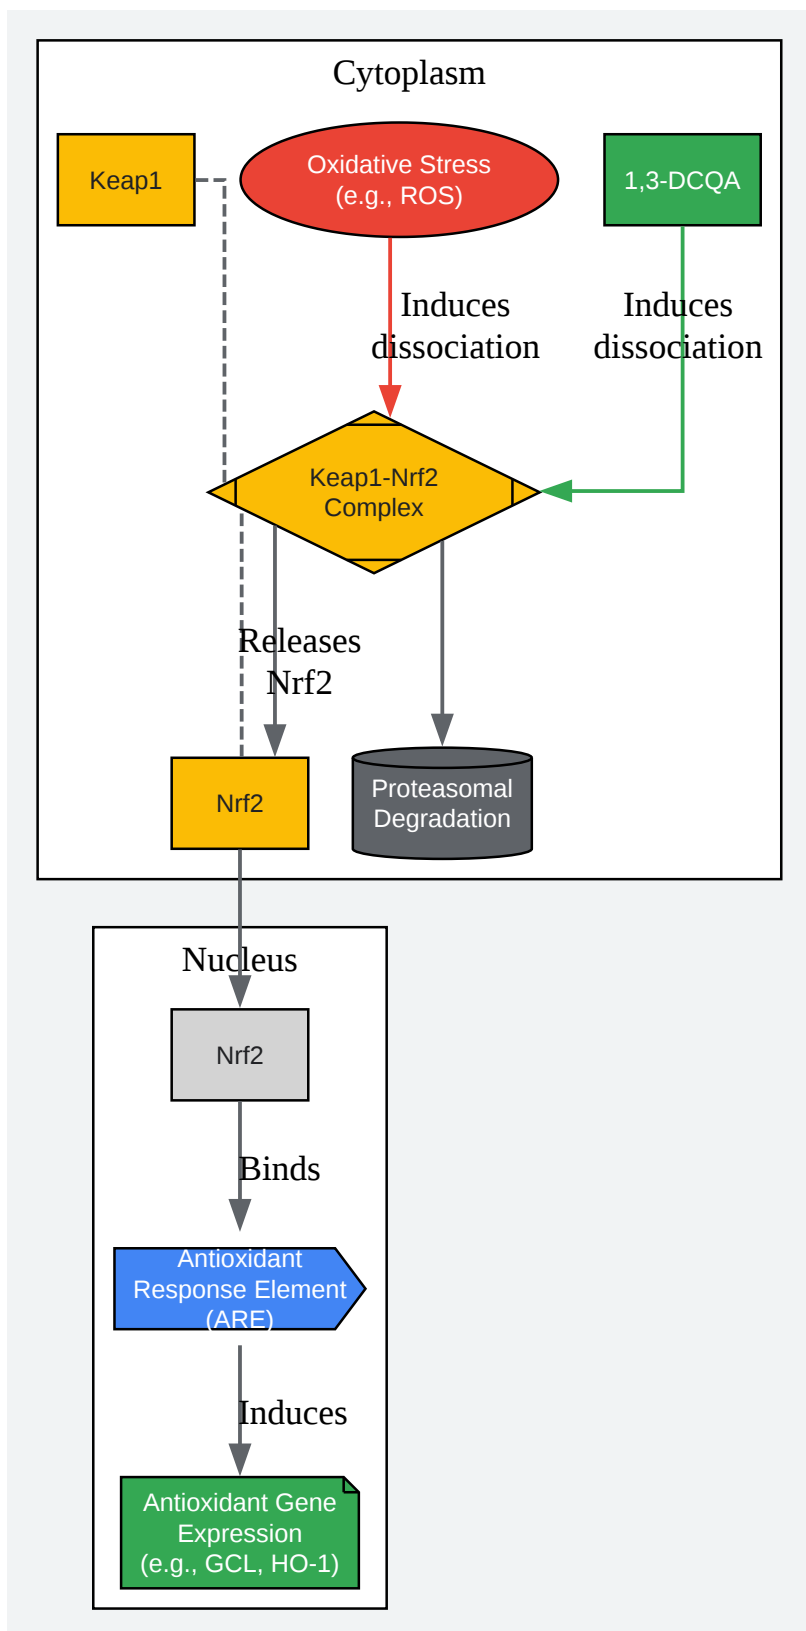 Cytoplasm
Keap1
Oxidative Stress
(e.g., ROS)
1,3-DCQA
Induces
dissociation
Induces
dissociation
Keap1-Nrf2
Complex
Releases
Nrf2
Nrf2
Proteasomal
Degradation
Nucleus
Nrf2
Binds
Antioxidant
Response Element
(ARE)
Induces
Antioxidant Gene
Expression
(e.g., GCL, HO-1)